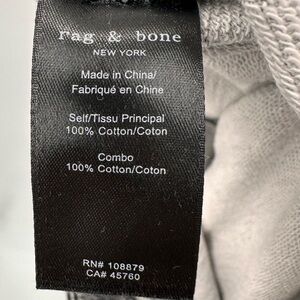 rag & bone
NEW YORK
Made in China/
Fabriqué en Chine
Self/Tissu Principal
100% Cotton/Coton
Combo
100% Cotton/Coton
RN# 108879
CA# 45760